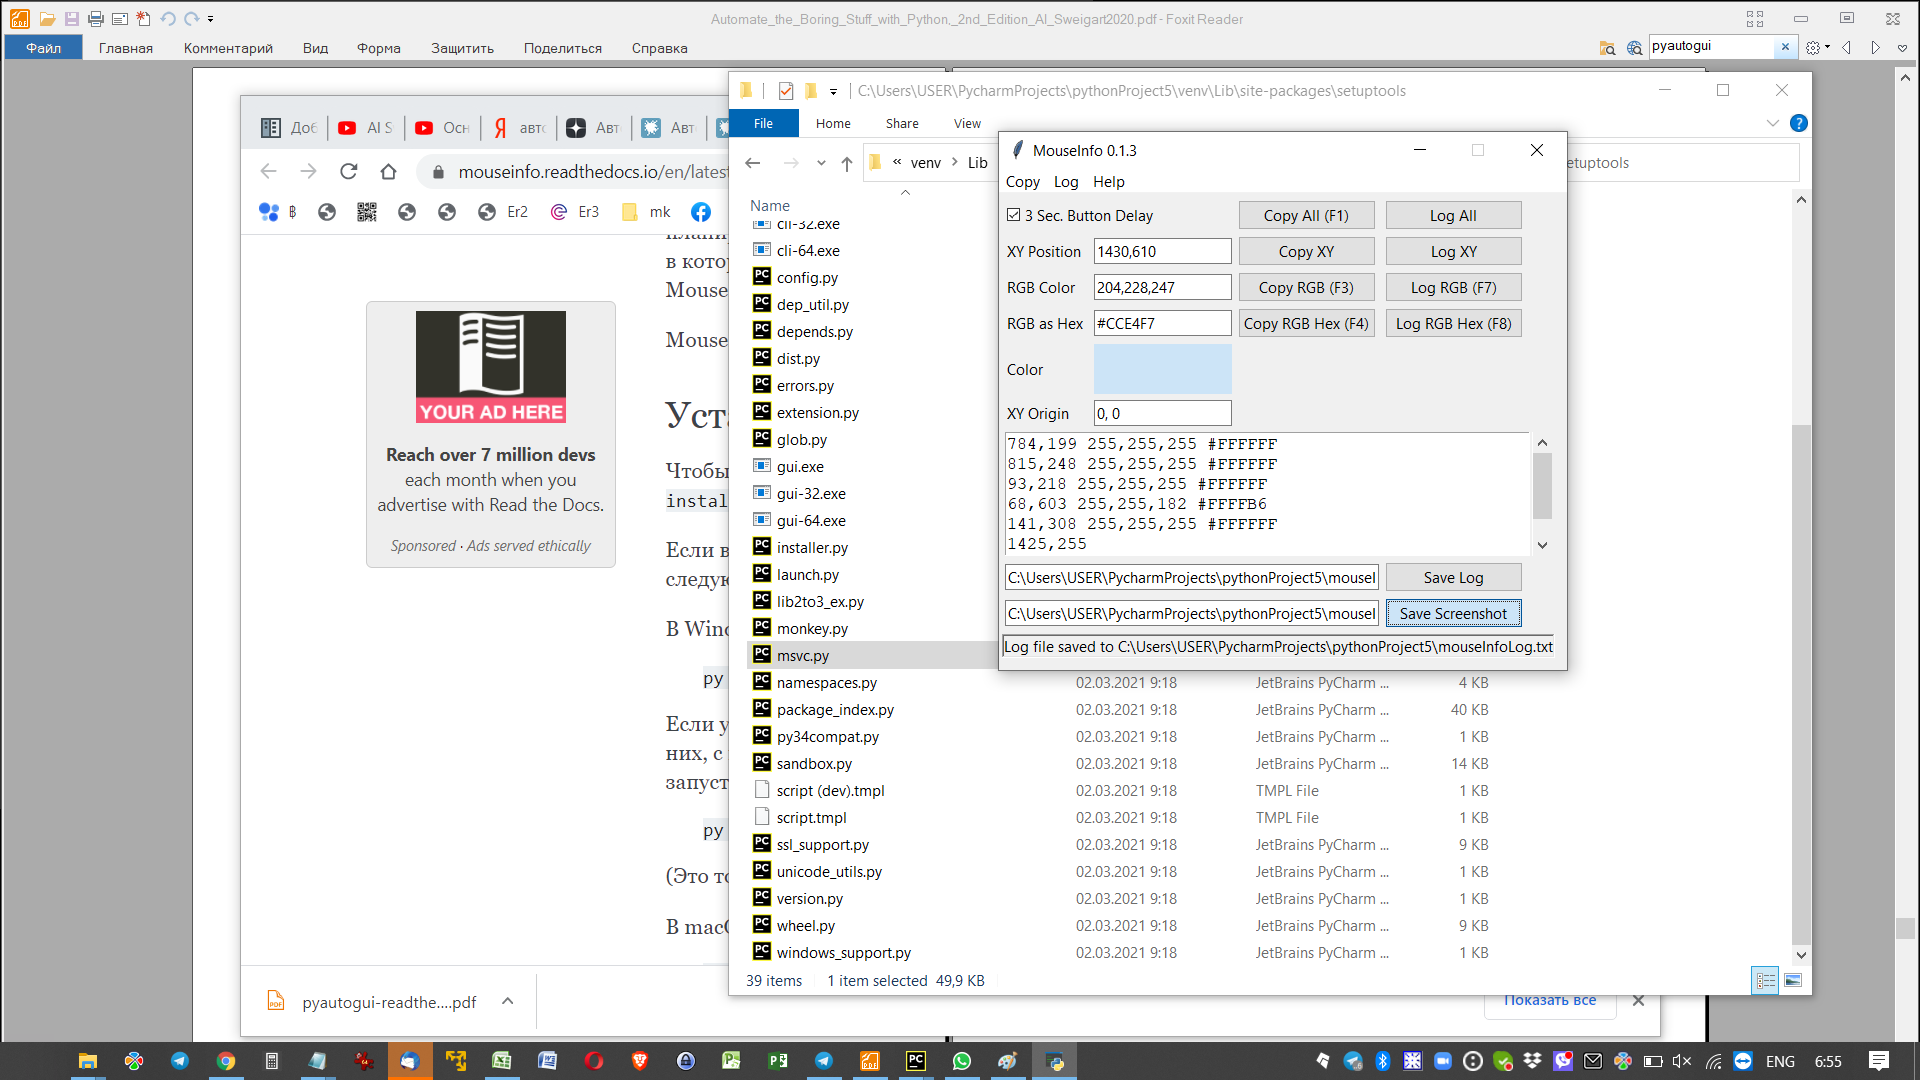 Automate_the_Boring_Stuff_with_Python,_2nd_Edition_Al_Sweigart2020.pdf - Foxit Reader
Файл Главная Комментарий Вид Форма Защитить Поделиться Справка
pyautogui
AI S Осн авто Авт Авт
mouseinfo.readthedocs.io/en/latest
Er2 Er3 mk
в кото
Mouse
Mouse
YOUR AD HERE
Reach over 7 million devs
each month when you
advertise with Read the Docs.
Sponsored · Ads served ethically
Уст
Чтобы
instal
Если в
следую
В Winc
py
Если у
них, с
запуст
py
(Это то
В macO
pyautogui-readthe....pdf
Показать все
C:\Users\USER\PycharmProjects\pythonProject5\venv\Lib\site-packages\setuptools
File Home Share View
« venv > Lib
etuptools
Name
cli-32.exe
cli-64.exe
config.py
dep_util.py
depends.py
dist.py
errors.py
extension.py
glob.py
gui.exe
gui-32.exe
gui-64.exe
installer.py
launch.py
lib2to3_ex.py
monkey.py
msvc.py
namespaces.py 02.03.2021 9:18 JetBrains PyCharm ... 4 KB
package_index.py 02.03.2021 9:18 JetBrains PyCharm ... 40 KB
py34compat.py 02.03.2021 9:18 JetBrains PyCharm ... 1 KB
sandbox.py 02.03.2021 9:18 JetBrains PyCharm ... 14 KB
script (dev).tmpl 02.03.2021 9:18 TMPL File 1 KB
script.tmpl 02.03.2021 9:18 TMPL File 1 KB
ssl_support.py 02.03.2021 9:18 JetBrains PyCharm ... 9 KB
unicode_utils.py 02.03.2021 9:18 JetBrains PyCharm ... 1 KB
version.py 02.03.2021 9:18 JetBrains PyCharm ... 1 KB
wheel.py 02.03.2021 9:18 JetBrains PyCharm ... 9 KB
windows_support.py 02.03.2021 9:18 JetBrains PyCharm ... 1 KB
39 items 1 item selected 49,9 KB
MouseInfo 0.1.3
Copy Log Help
3 Sec. Button Delay Copy All (F1) Log All
XY Position 1430,610 Copy XY Log XY
RGB Color 204,228,247 Copy RGB (F3) Log RGB (F7)
RGB as Hex #CCE4F7 Copy RGB Hex (F4) Log RGB Hex (F8)
Color
XY Origin 0, 0
784,199 255,255,255 #FFFFFF
815,248 255,255,255 #FFFFFF
93,218 255,255,255 #FFFFFF
68,603 255,255,182 #FFFFB6
141,308 255,255,255 #FFFFFF
1425,255
C:\Users\USER\PycharmProjects\pythonProject5\mouseI Save Log
C:\Users\USER\PycharmProjects\pythonProject5\mouseI Save Screenshot
Log file saved to C:\Users\USER\PycharmProjects\pythonProject5\mouseInfoLog.txt
ENG 6:55